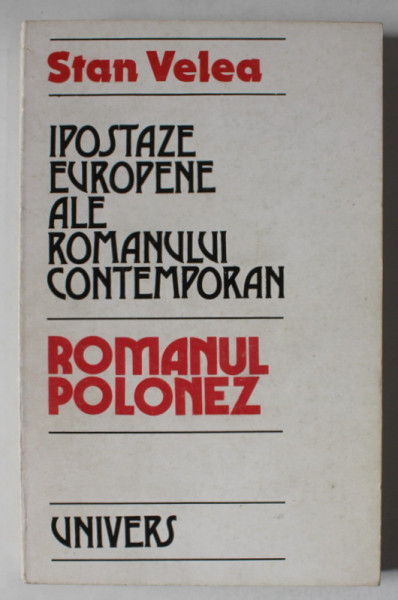 Stan Velea
IPOSTAZE
EUROPENE
ALE
ROMANULUI
CONTEMPORAN
ROMANUL
POLONEZ
UNIVERS